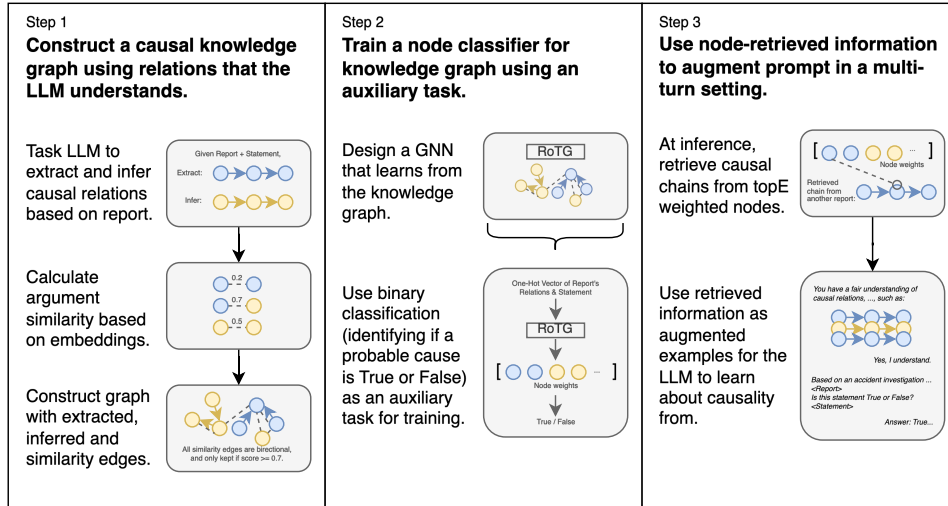 Step 1
Construct a causal knowledge
graph using relations that the
LLM understands.
Task LLM to
extract and infer
causal relations
based on report.
Given Report + Statement,
Extract:
Infer:
Calculate
argument
similarity based
on embeddings.
0.2
0.7
0.5
Construct graph
with extracted,
inferred and
similarity edges.
All similarity edges are birectional,
and only kept if score >= 0.7.
Step 2
Train a node classifier for
knowledge graph using an
auxiliary task.
Design a GNN
that learns from
the knowledge
graph.
RoTG
Use binary
classification
(identifying if a
probable cause
is True or False)
as an auxiliary
task for training.
One-Hot Vector of Report's
Relations & Statement
RoTG
[ ... ]
Node weights
True / False
Step 3
Use node-retrieved information
to augment prompt in a multi-
turn setting.
At inference,
retrieve causal
chains from topE
weighted nodes.
[ ... ]
Node weights
Retrieved
chain from
another report:
Use retrieved
information as
augmented
examples for the
LLM to learn
about causality
from.
You have a fair understanding of
causal relations, ..., such as:
Yes, I understand.
Based on an accident investigation ...
<Report>
Is this statement True or False?
<Statement>
Answer: True...